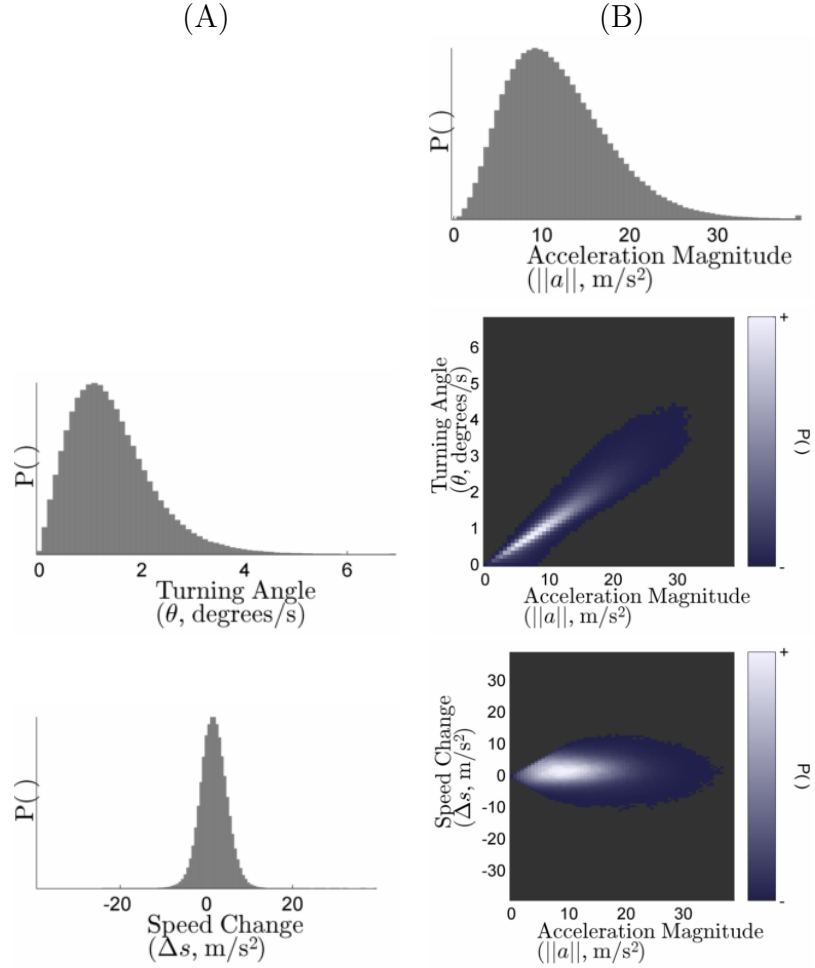 (A)
(B)
P( )
0 10 20 30
Acceleration Magnitude
(||a||, m/s²)
P( )
0 2 4 6
Turning Angle
(θ, degrees/s)
Turning Angle
(θ, degrees/s)
6
5
4
3
2
1
0
0 10 20 30
Acceleration Magnitude
(||a||, m/s²)
+
P()
-
P( )
-20 0 20
Speed Change
(Δs, m/s²)
Speed Change
(Δs, m/s²)
30
20
10
0
-10
-20
-30
0 10 20 30
Acceleration Magnitude
(||a||, m/s²)
+
P()
-